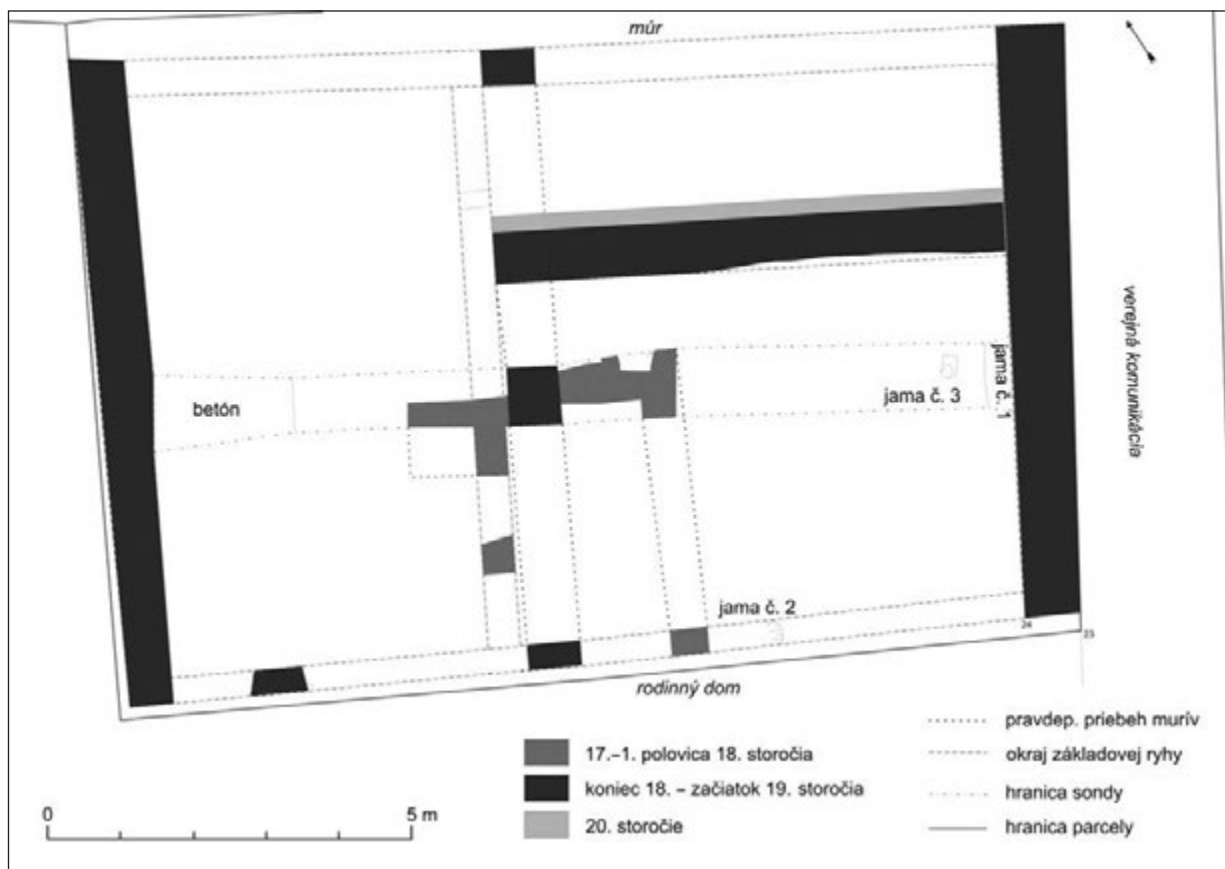 múr
verejná komunikácia
jama č. 1
jama č. 3
betón
jama č. 2
24
23
rodinný dom
17.–1. polovica 18. storočia
koniec 18. – začiatok 19. storočia
20. storočie
pravdep. priebeh murív
okraj základovej ryhy
hranica sondy
hranica parcely
0
5 m